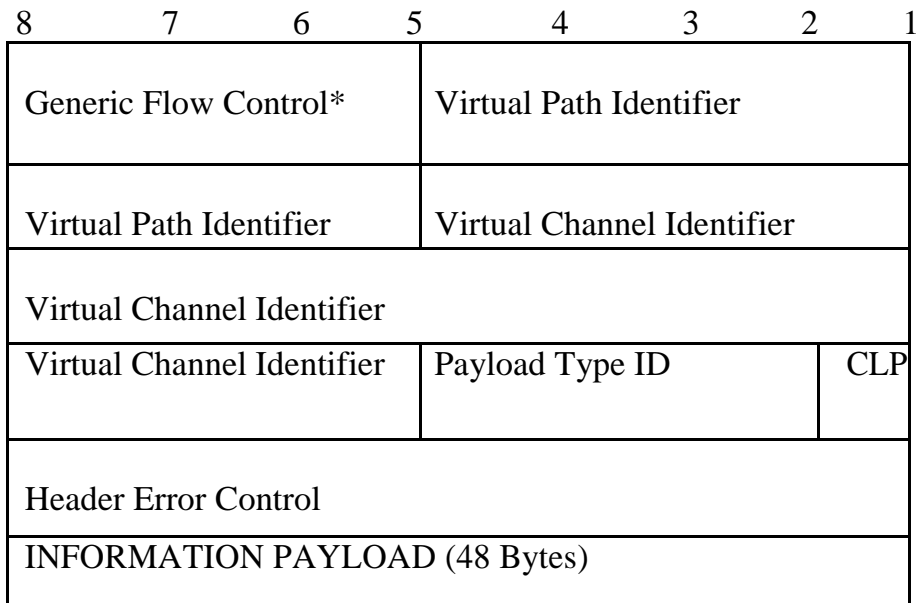 8 7 6 5 4 3 2 1
Generic Flow Control* Virtual Path Identifier
Virtual Path Identifier Virtual Channel Identifier
Virtual Channel Identifier
Virtual Channel Identifier Payload Type ID CLP
Header Error Control
INFORMATION PAYLOAD (48 Bytes)